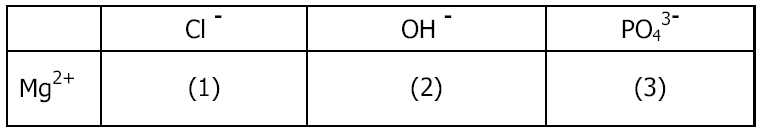 Cl⁻ OH⁻ PO₄³⁻
Mg²⁺ (1) (2) (3)